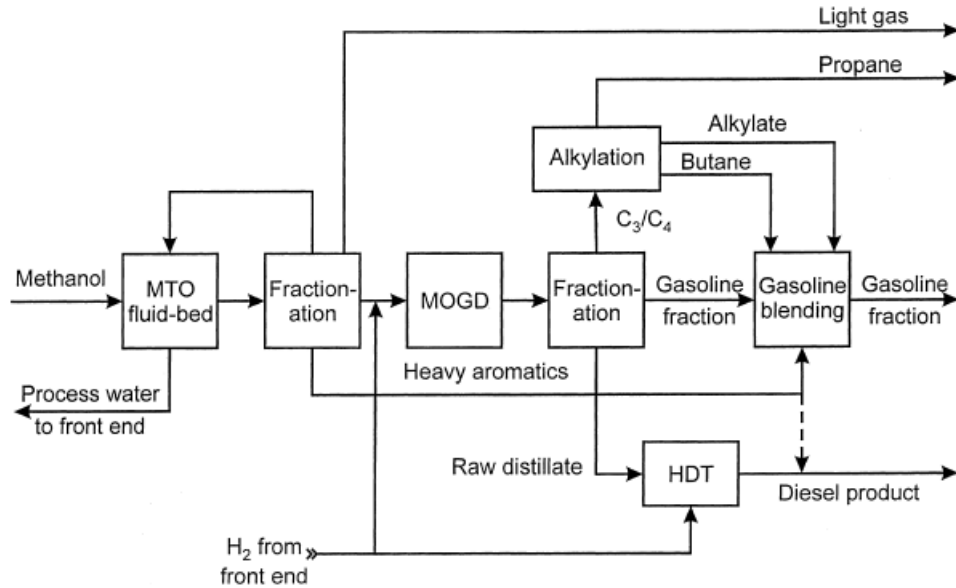 Light gas
Propane
Alkylate
Alkylation
Butane
C₃/C₄
Methanol
MTO
fluid-bed
Fraction-
ation
MOGD
Fraction-
ation
Gasoline
fraction
Gasoline
blending
Gasoline
fraction
Heavy aromatics
Process water
to front end
Raw distillate
HDT
Diesel product
H₂ from
front end